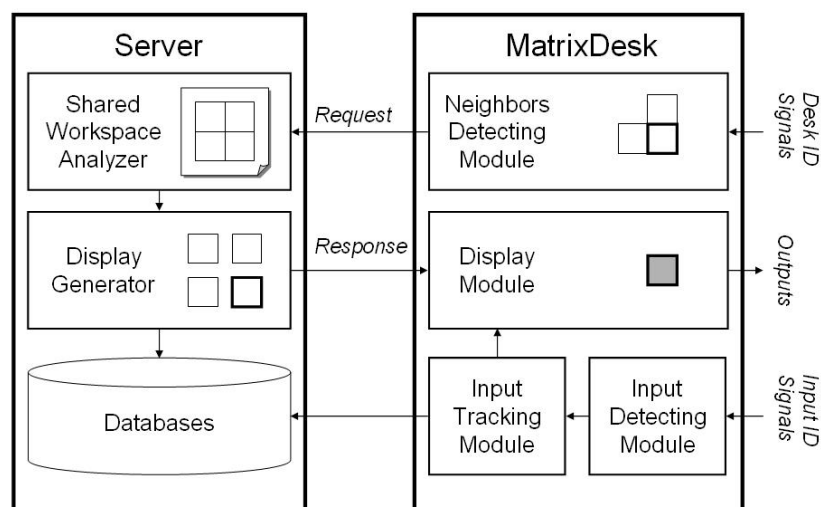 Server
MatrixDesk
Shared
Workspace
Analyzer
Request
Neighbors
Detecting
Module
Desk ID
Signals
Display
Generator
Response
Display
Module
Outputs
Databases
Input
Tracking
Module
Input
Detecting
Module
Input ID
Signals